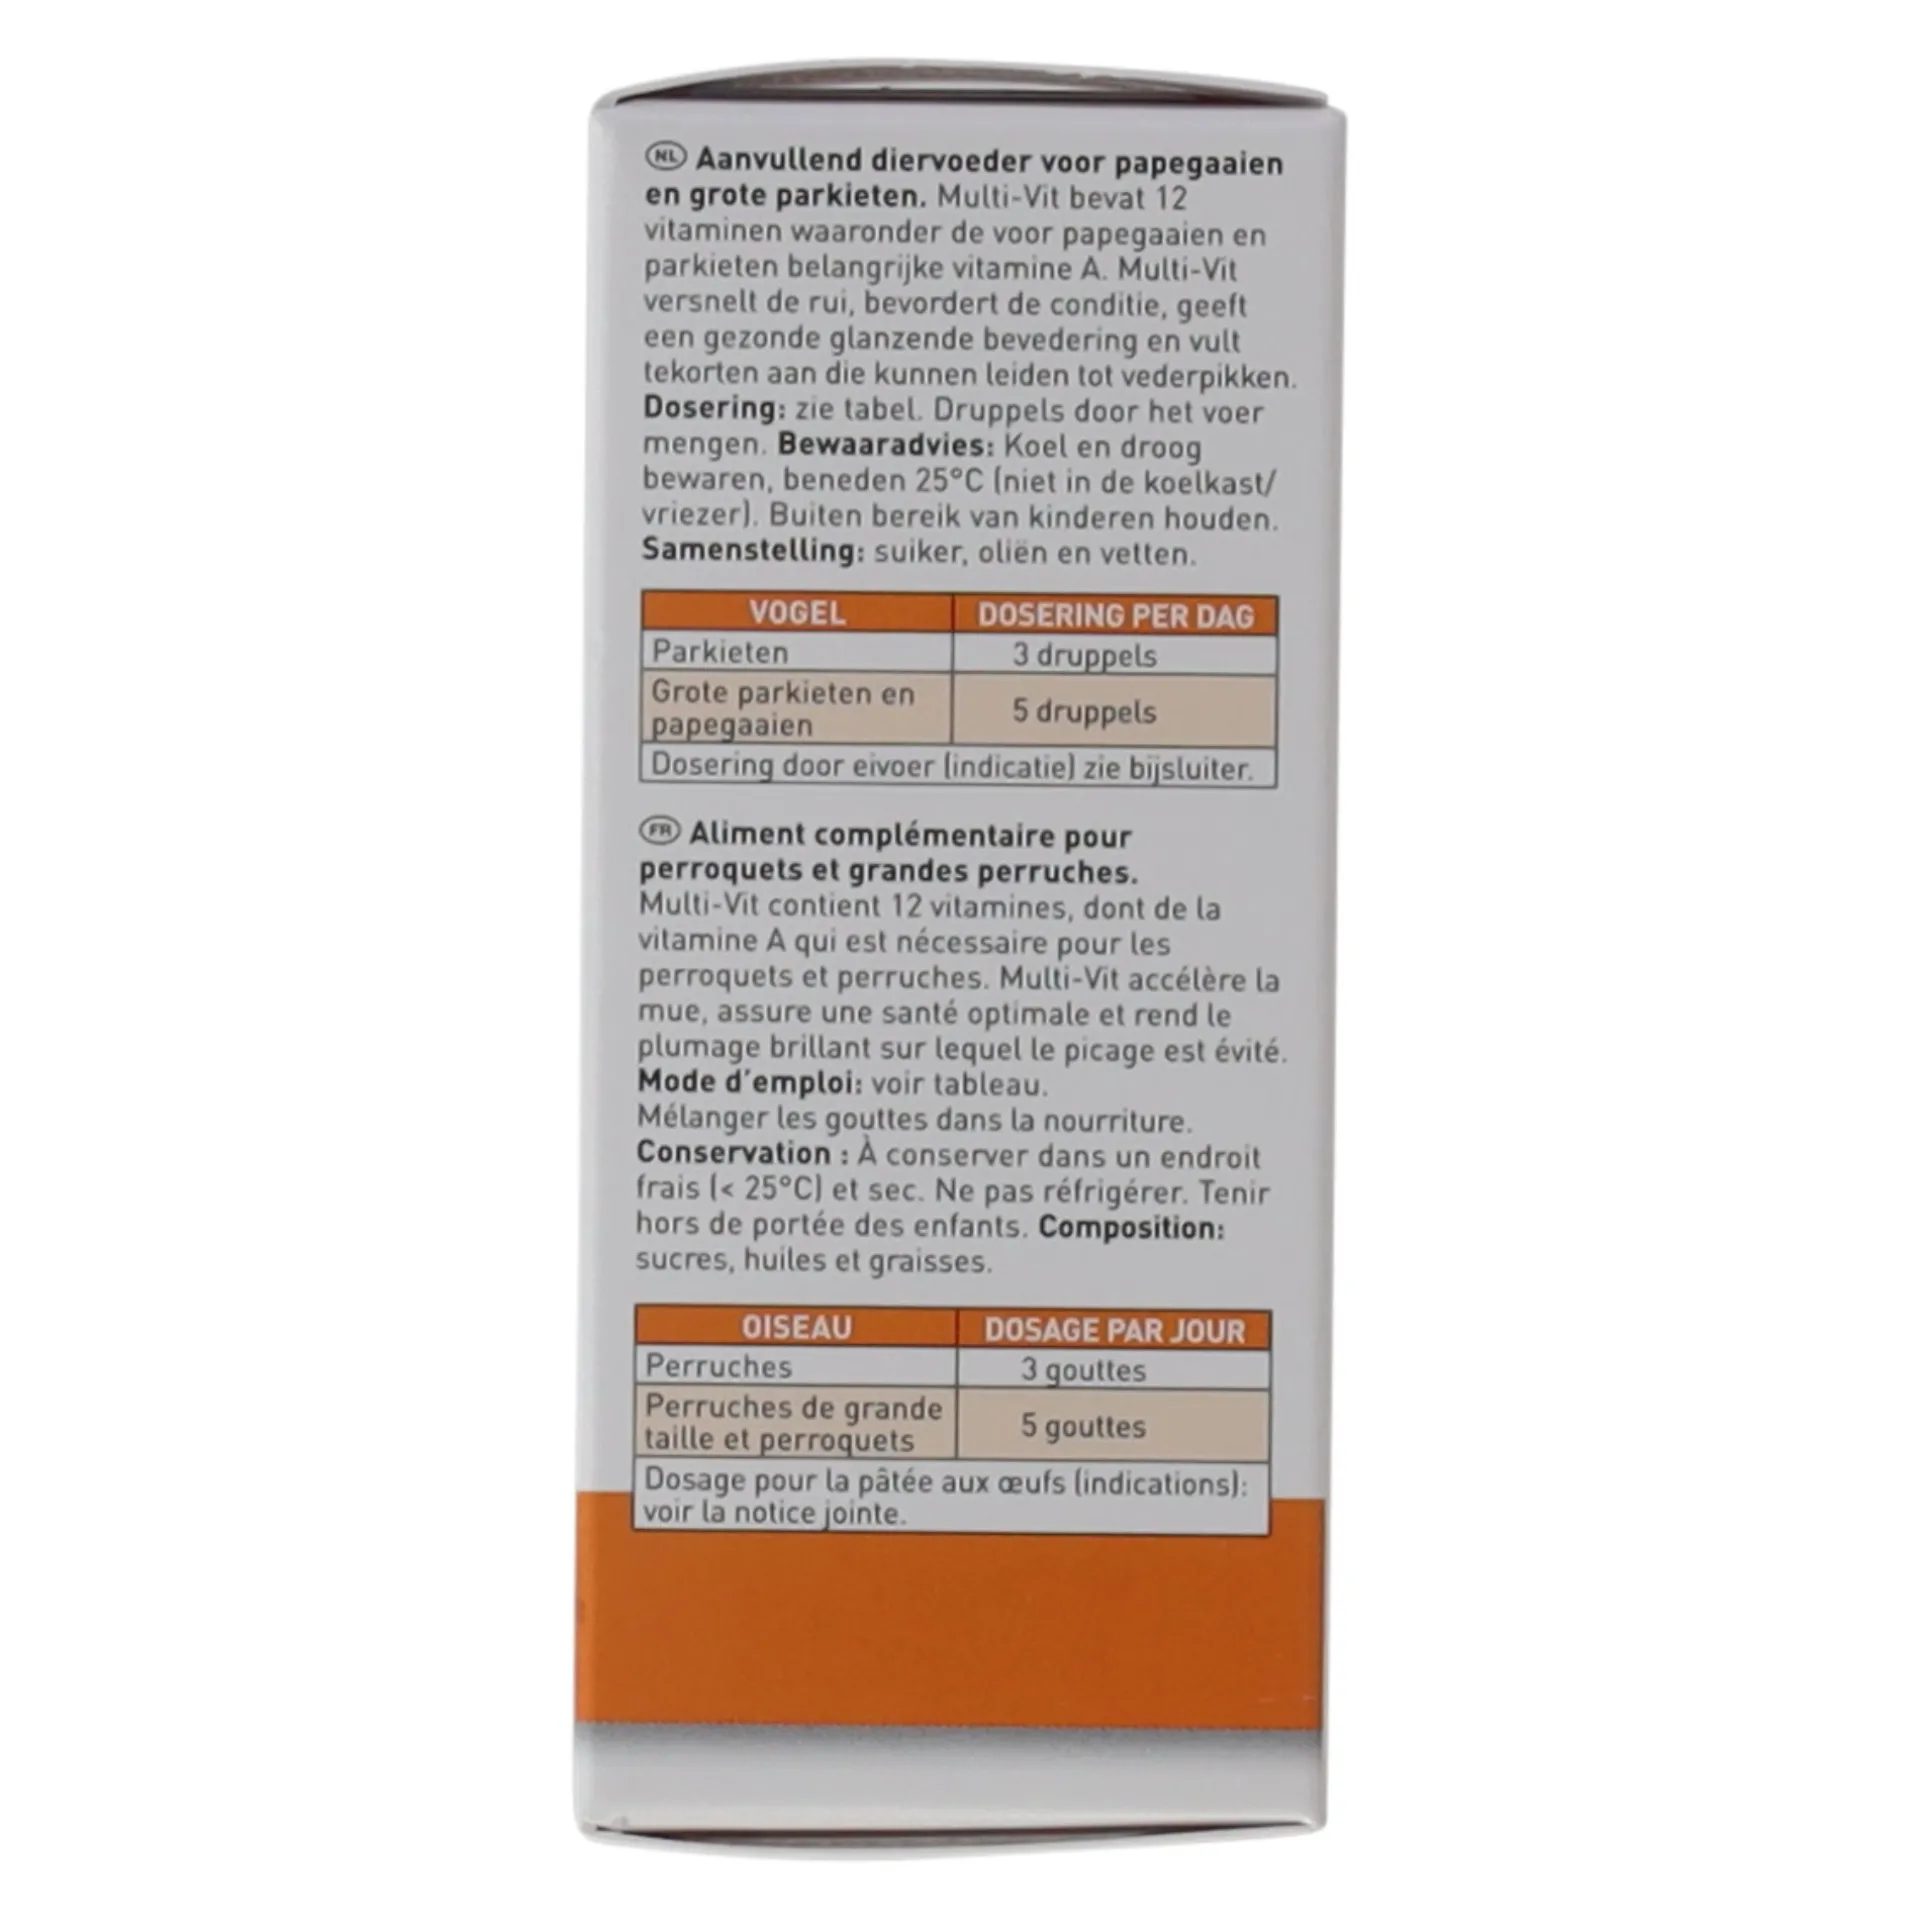 NL Aanvullend diervoeder voor papegaaien
en grote parkieten. Multi-Vit bevat 12
vitaminen waaronder de voor papegaaien en
parkieten belangrijke vitamine A. Multi-Vit
versnelt de rui, bevordert de conditie, geeft
een gezonde glanzende bevedering en vult
tekorten aan die kunnen leiden tot vederpikken.
Dosering: zie tabel. Druppels door het voer
mengen. Bewaaradvies: Koel en droog
bewaren, beneden 25°C (niet in de koelkast/
vriezer). Buiten bereik van kinderen houden.
Samenstelling: suiker, oliën en vetten.
VOGEL DOSERING PER DAG
Parkieten 3 druppels
Grote parkieten en
papegaaien 5 druppels
Dosering door eivoer (indicatie) zie bijsluiter.
FR Aliment complémentaire pour
perroquets et grandes perruches.
Multi-Vit contient 12 vitamines, dont de la
vitamine A qui est nécessaire pour les
perroquets et perruches. Multi-Vit accélère la
mue, assure une santé optimale et rend le
plumage brillant sur lequel le picage est évité.
Mode d'emploi: voir tableau.
Mélanger les gouttes dans la nourriture.
Conservation : À conserver dans un endroit
frais (< 25°C) et sec. Ne pas réfrigérer. Tenir
hors de portée des enfants. Composition:
sucres, huiles et graisses.
OISEAU DOSAGE PAR JOUR
Perruches 3 gouttes
Perruches de grande
taille et perroquets 5 gouttes
Dosage pour la pâtée aux œufs (indications):
voir la notice jointe.